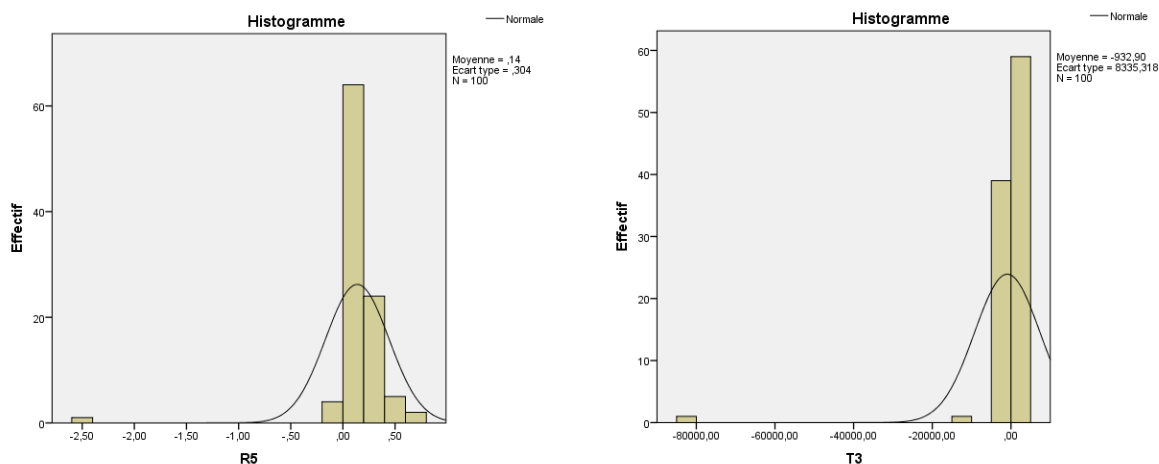 Histogramme
Normale
Moyenne = ,14
Ecart type = ,304
N = 100
Effectif
60
40
20
0
-2,50
-2,00
-1,50
-1,00
-,50
,00
,50
R5
Histogramme
Normale
Moyenne = -932,90
Ecart type = 8335,318
N = 100
Effectif
60
50
40
30
20
10
0
-80000,00
-60000,00
-40000,00
-20000,00
,00
T3